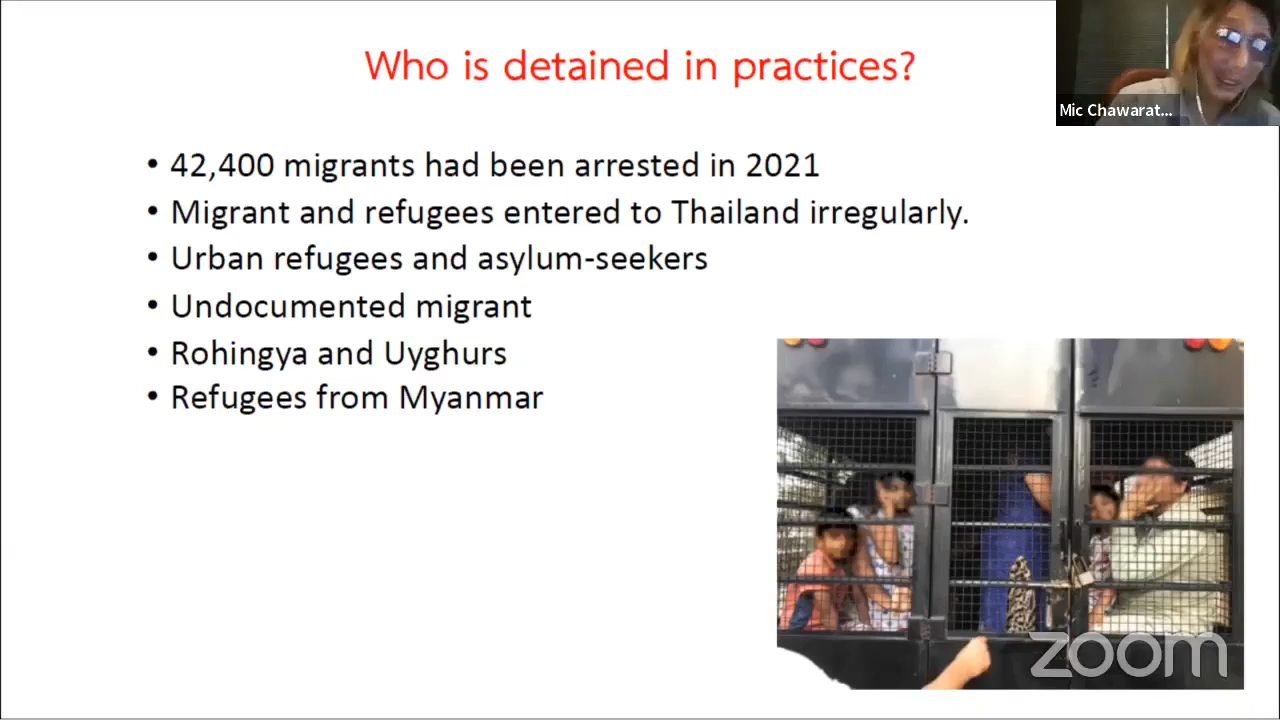 Who is detained in practices?
Mic Chawarat...
• 42,400 migrants had been arrested in 2021
• Migrant and refugees entered to Thailand irregularly.
• Urban refugees and asylum-seekers
• Undocumented migrant
• Rohingya and Uyghurs
• Refugees from Myanmar
zoom